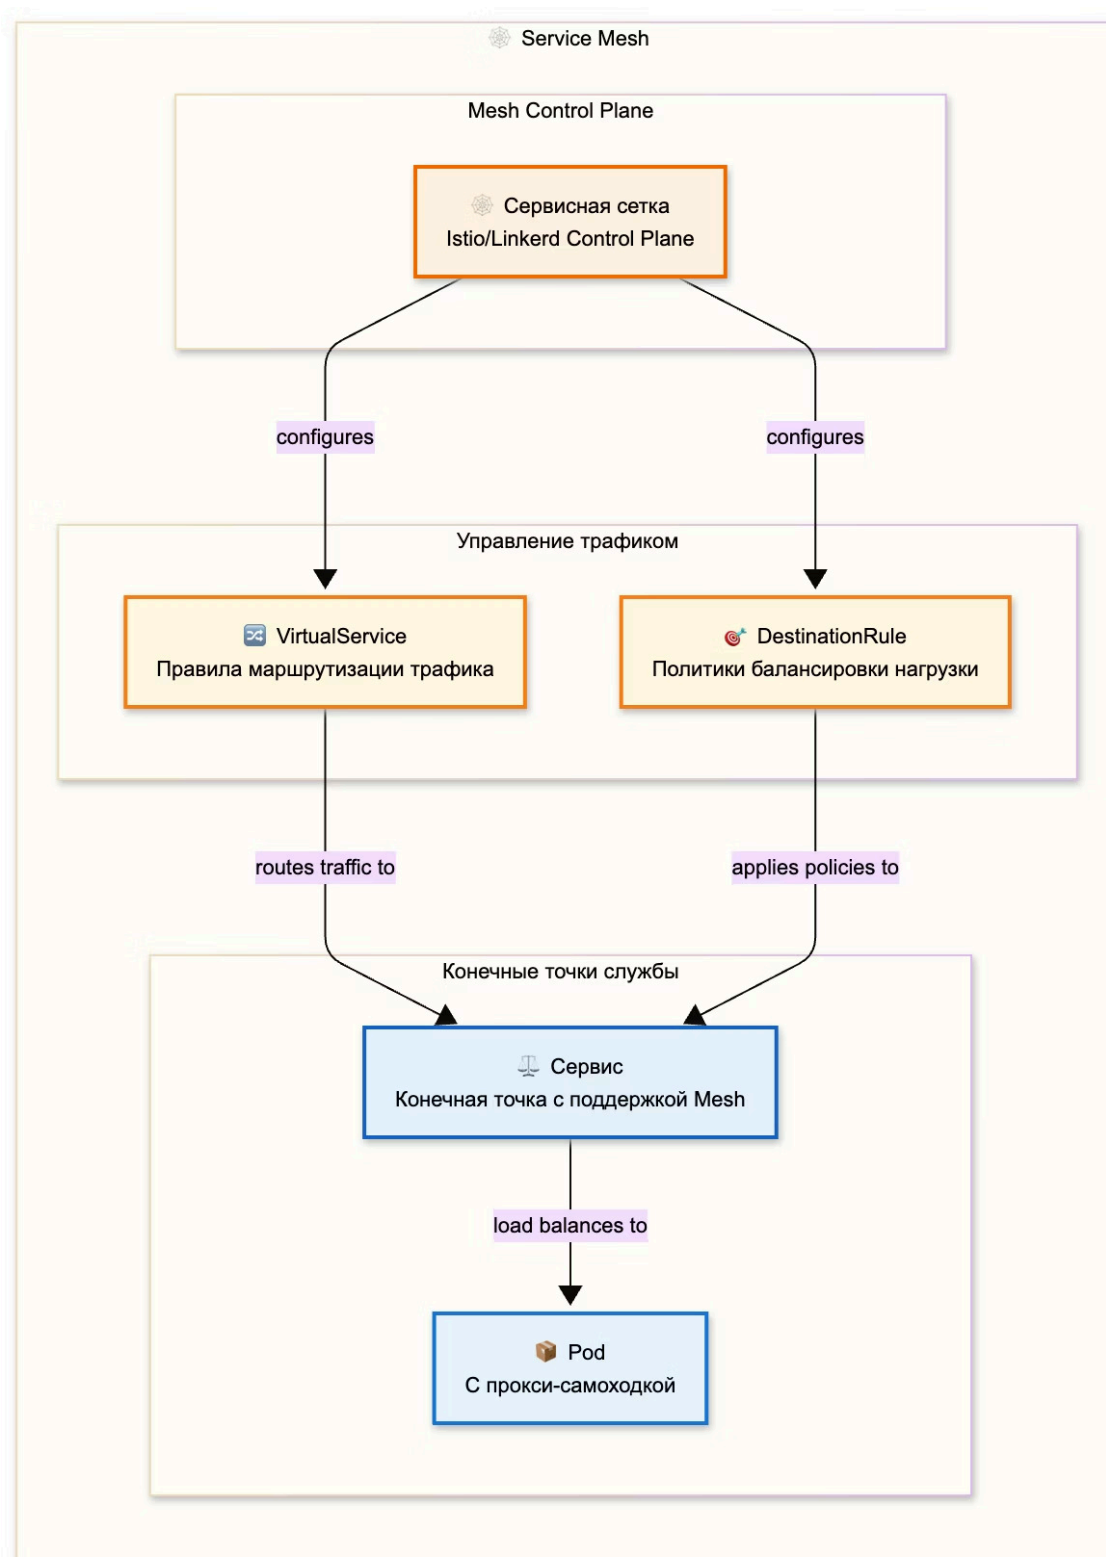 Service Mesh
Mesh Control Plane
Сервисная сетка
Istio/Linkerd Control Plane
configures
configures
Управление трафиком
VirtualService
Правила маршрутизации трафика
DestinationRule
Политики балансировки нагрузки
routes traffic to
applies policies to
Конечные точки службы
Сервис
Конечная точка с поддержкой Mesh
load balances to
Pod
С прокси-самоходкой